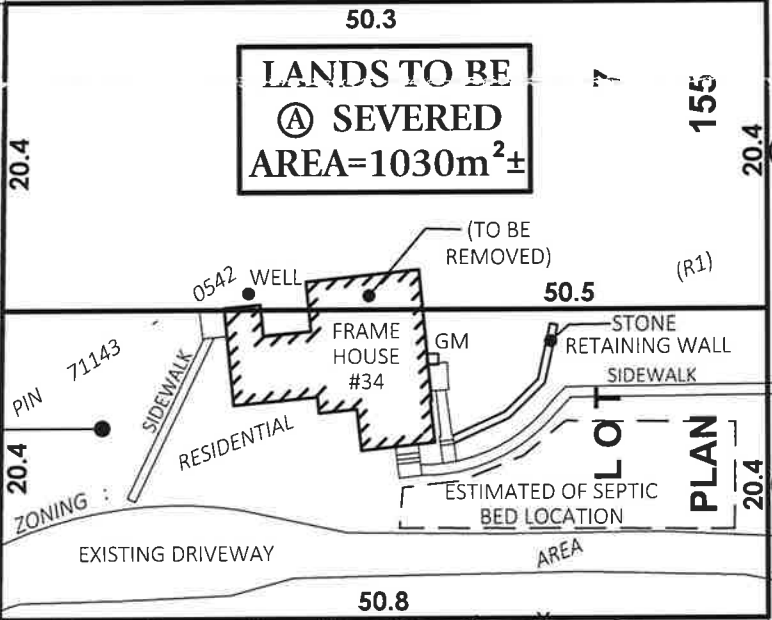 50.3
LANDS TO BE
Ⓐ SEVERED
AREA=1030m²±
7
155
20.4
20.4
(TO BE
REMOVED)
(R1)
0542
WELL
50.5
FRAME
HOUSE
#34
GM
STONE
RETAINING WALL
SIDEWALK
PIN 71143 -
SIDEWALK
RESIDENTIAL
LOT
PLAN
20.4
20.4
ZONING :
ESTIMATED OF SEPTIC
BED LOCATION
EXISTING DRIVEWAY
AREA
50.8